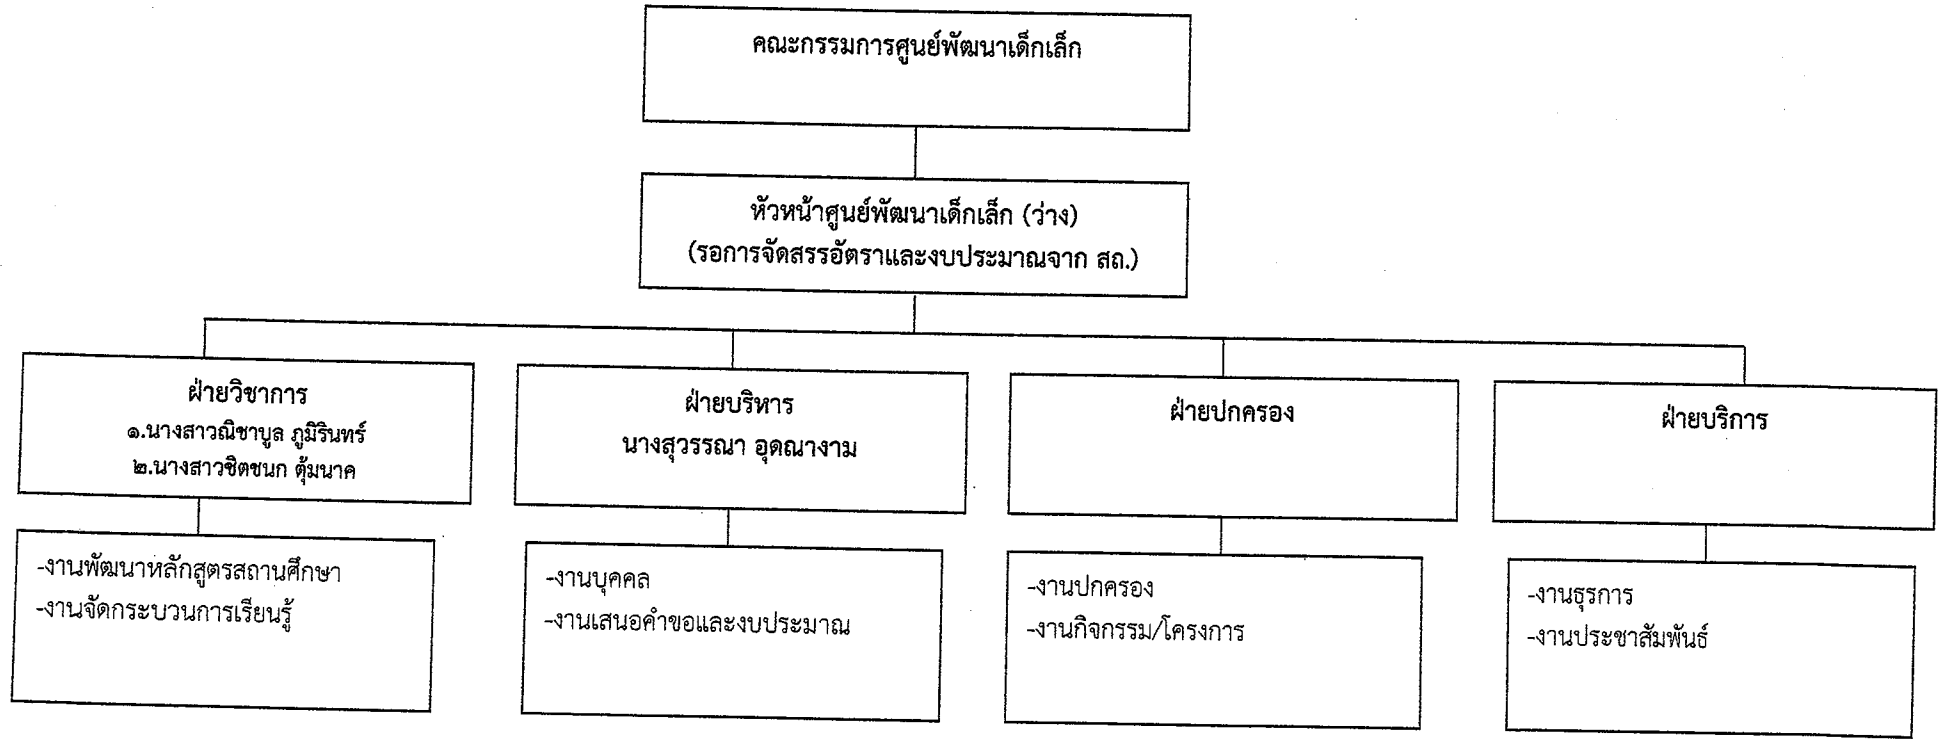 คณะกรรมการศูนย์พัฒนาเด็กเล็ก
หัวหน้าศูนย์พัฒนาเด็กเล็ก (ว่าง)
(รอการจัดสรรอัตราและงบประมาณจาก สถ.)
ฝ่ายวิชาการ
๑.นางสาวณิชาบูล ภูมิรินทร์
๒.นางสาวชิตชนก ตุ้มนาค
-งานพัฒนาหลักสูตรสถานศึกษา
-งานจัดกระบวนการเรียนรู้
ฝ่ายบริหาร
นางสุวรรณา อุดณางาม
-งานบุคคล
-งานเสนอคำขอและงบประมาณ
ฝ่ายปกครอง
-งานปกครอง
-งานกิจกรรม/โครงการ
ฝ่ายบริการ
-งานธุรการ
-งานประชาสัมพันธ์